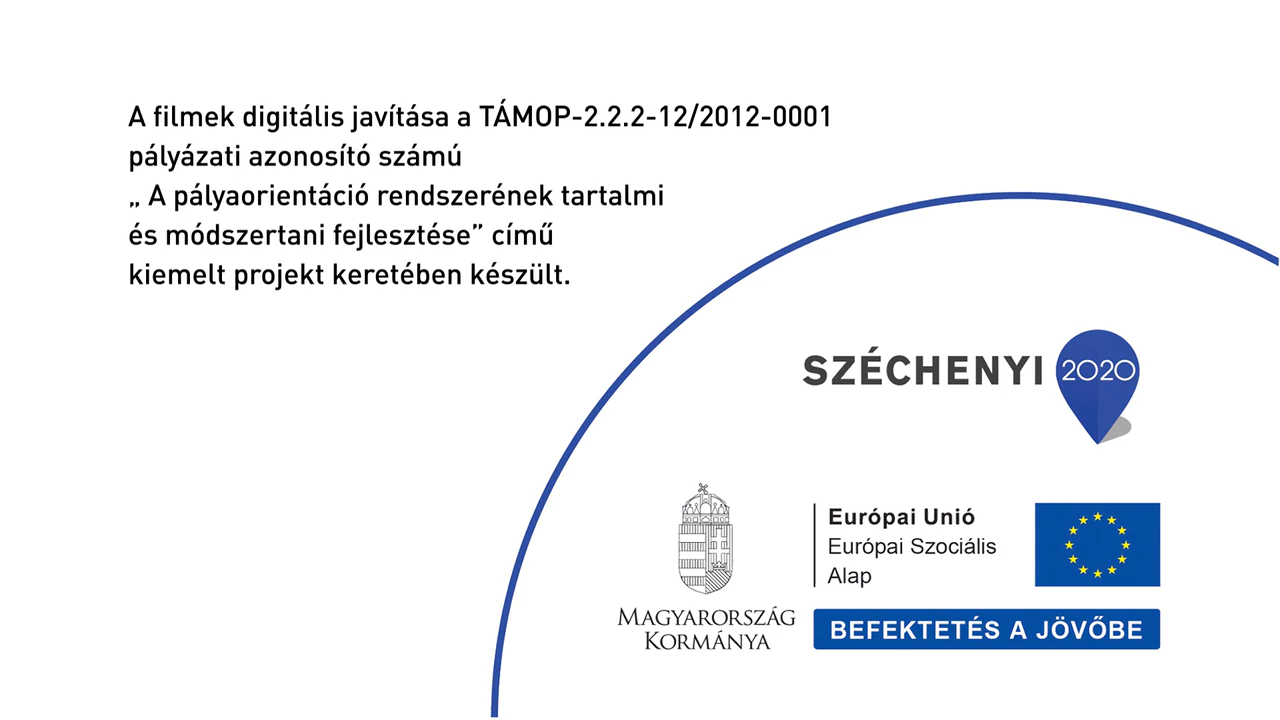 A filmek digitális javítása a TÁMOP-2.2.2-12/2012-0001
pályázati azonosító számú
„ A pályaorientáció rendszerének tartalmi
és módszertani fejlesztése” című
kiemelt projekt keretében készült.
SZÉCHENYI 2020
MAGYARORSZÁG
KORMÁNYA
Európai Unió
Európai Szociális
Alap
BEFEKTETÉS A JÖVŐBE